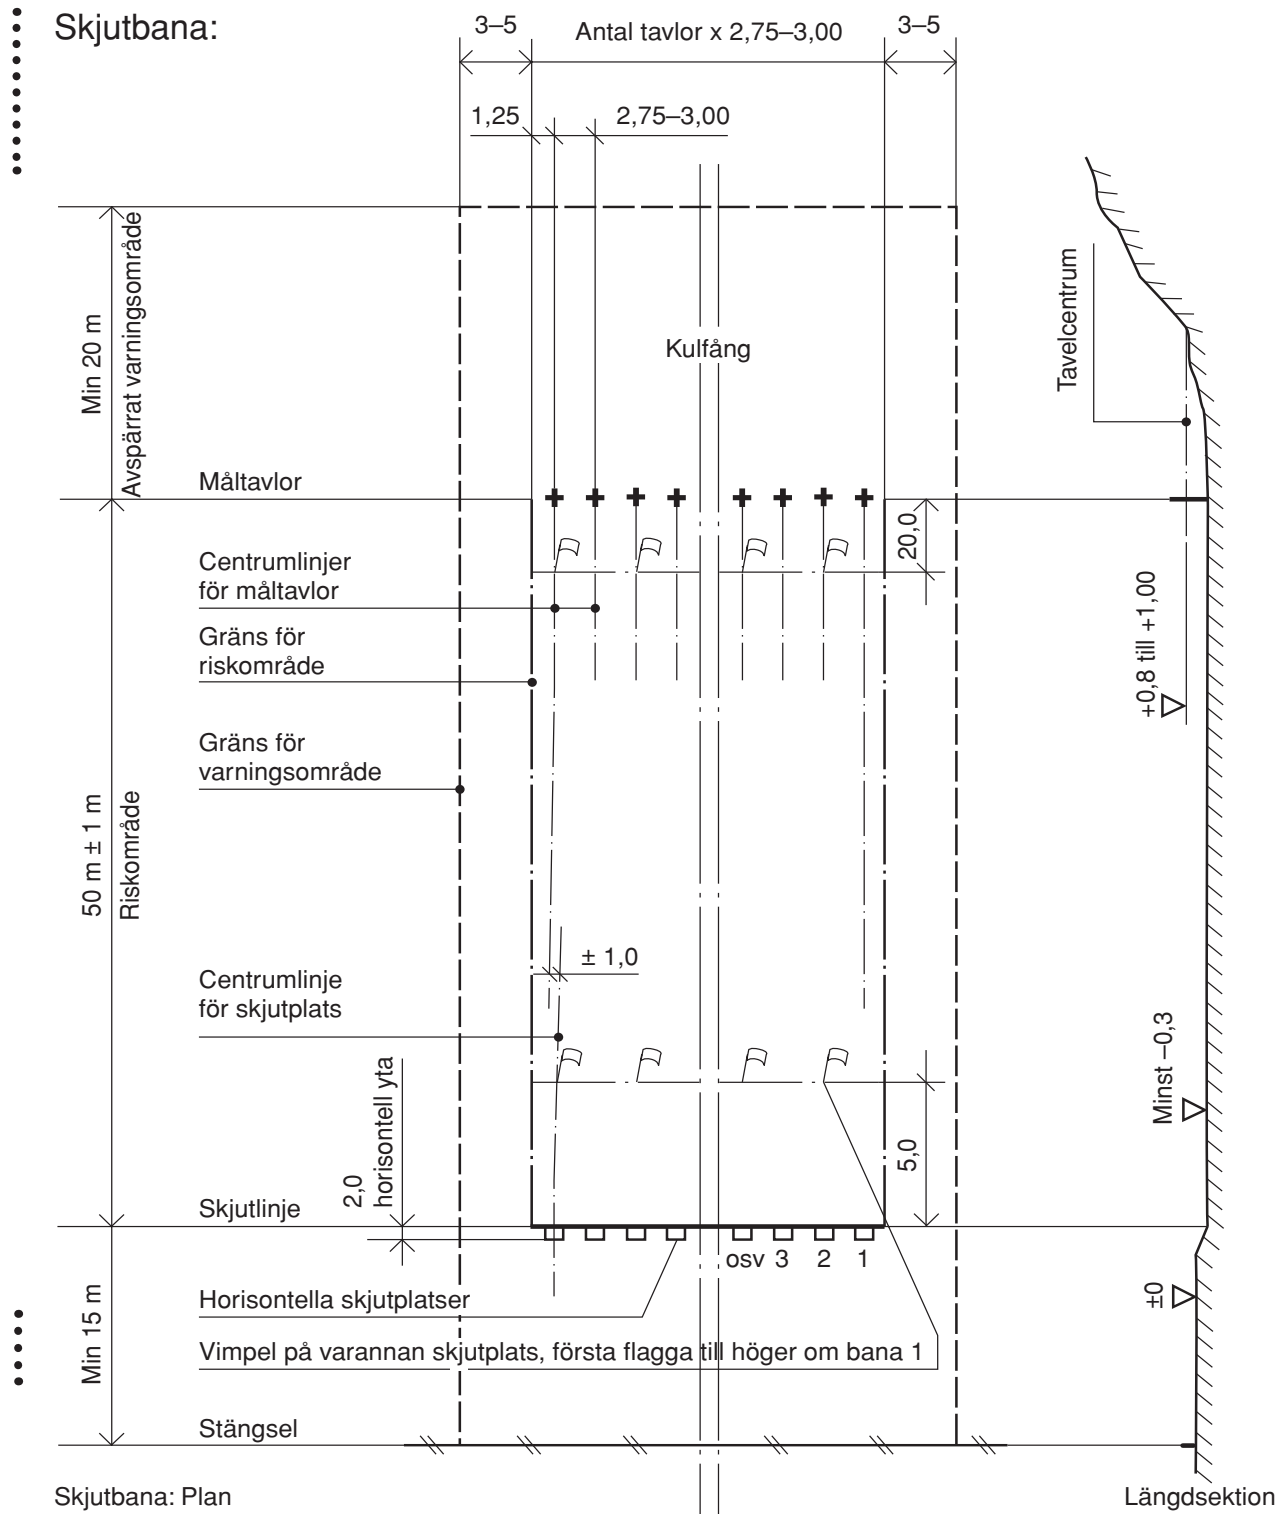 Skjutbana:
3–5
Antal tavlor x 2,75–3,00
3–5
1,25
2,75–3,00
Min 20 m
Avspärrat varningsområde
Kulfång
Tavelcentrum
Måltavlor
20,0
Centrumlinjer
för måltavlor
Gräns för
riskområde
+0,8 till +1,00
Gräns för
varningsområde
50 m ± 1 m
Riskområde
± 1,0
Centrumlinje
för skjutplats
Minst –0,3
2,0
horisontell yta
5,0
Skjutlinje
osv 3 2 1
±0
Horisontella skjutplatser
Min 15 m
Vimpel på varannan skjutplats, första flagga till höger om bana 1
Stängsel
Skjutbana: Plan
Längdsektion